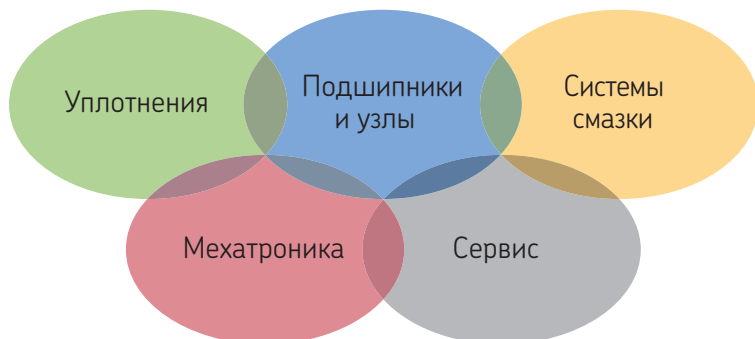 Уплотнения
Подшипники
и узлы
Системы
смазки
Мехатроника
Сервис